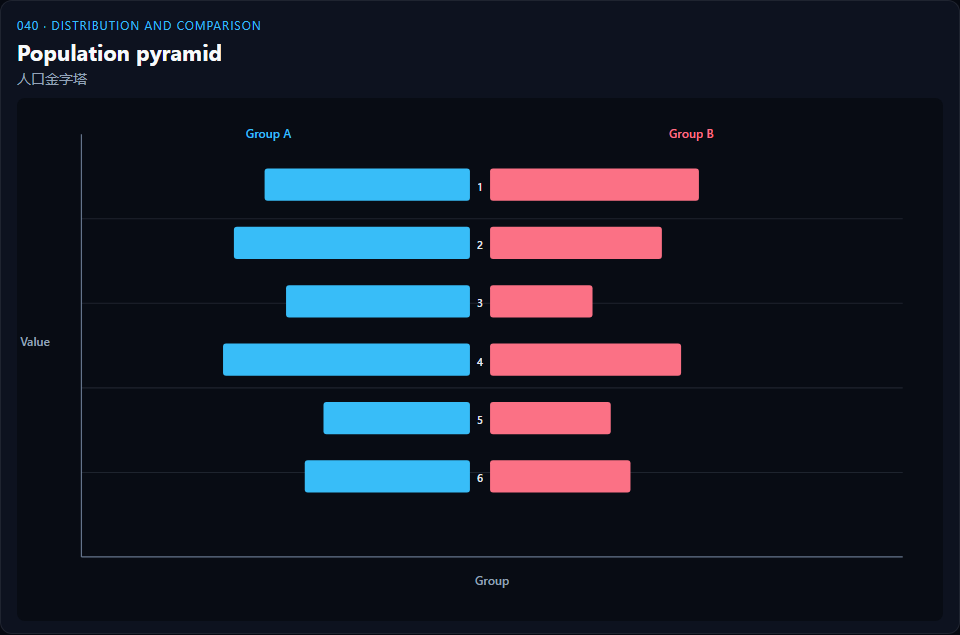 040 · DISTRIBUTION AND COMPARISON
Population pyramid
人口金字塔
Group A
Group B
1
2
3
Value
4
5
6
Group